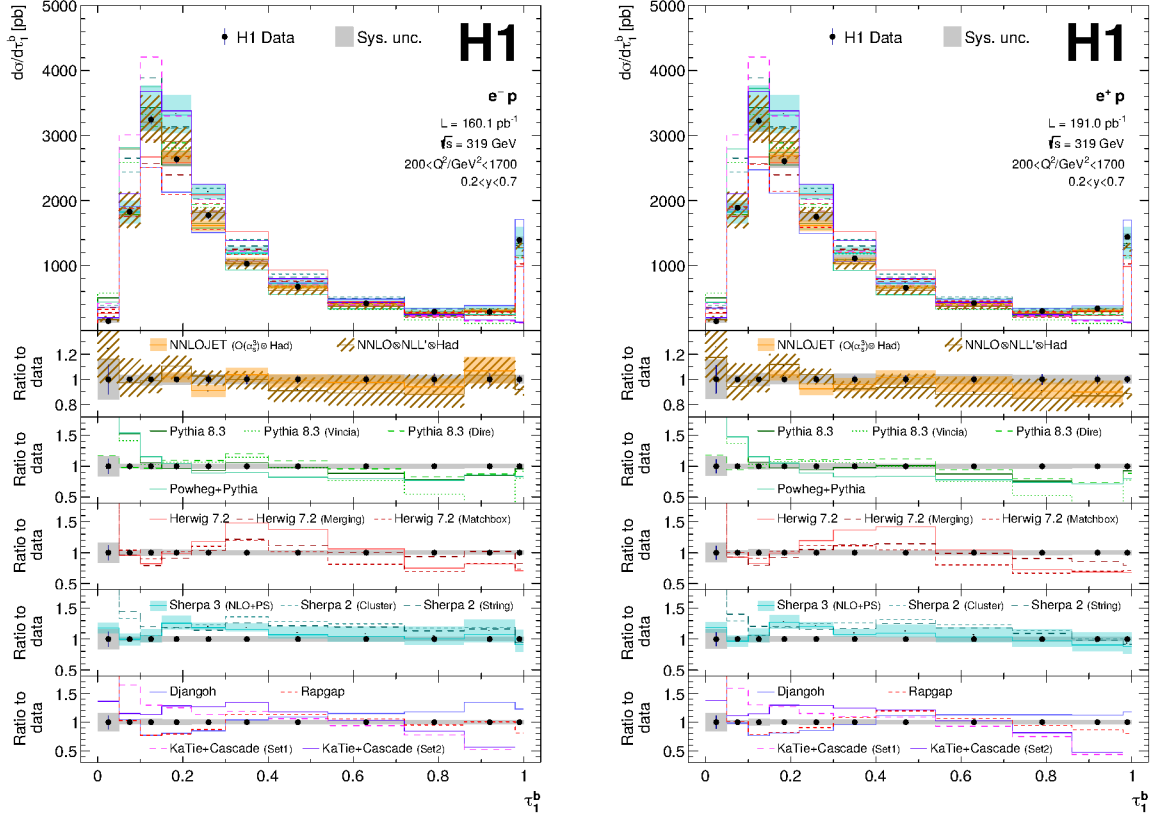 dσ/dτ₁ᵇ [pb]
5000
4000
3000
2000
1000
H1 Data
Sys. unc.
H1
e⁻ p
L = 160.1 pb⁻¹
√s = 319 GeV
200<Q²/GeV²<1700
0.2<y<0.7
Ratio to data
1.2
1
0.8
NNLOJET (O(αₛ³)⊗ Had)
NNLO⊗NLL'⊗Had
Ratio to data
1.5
1
0.5
Pythia 8.3
Pythia 8.3 (Vincia)
Pythia 8.3 (Dire)
Powheg+Pythia
Ratio to data
1.5
1
0.5
Herwig 7.2
Herwig 7.2 (Merging)
Herwig 7.2 (Matchbox)
Ratio to data
1.5
1
0.5
Sherpa 3 (NLO+PS)
Sherpa 2 (Cluster)
Sherpa 2 (String)
Ratio to data
1.5
1
0.5
Djangoh
Rapgap
KaTie+Cascade (Set1)
KaTie+Cascade (Set2)
0 0.2 0.4 0.6 0.8 1
τ₁ᵇ
dσ/dτ₁ᵇ [pb]
5000
4000
3000
2000
1000
H1 Data
Sys. unc.
H1
e⁺ p
L = 191.0 pb⁻¹
√s = 319 GeV
200<Q²/GeV²<1700
0.2<y<0.7
Ratio to data
1.2
1
0.8
NNLOJET (O(αₛ³)⊗ Had)
NNLO⊗NLL'⊗Had
Ratio to data
1.5
1
0.5
Pythia 8.3
Pythia 8.3 (Vincia)
Pythia 8.3 (Dire)
Powheg+Pythia
Ratio to data
1.5
1
0.5
Herwig 7.2
Herwig 7.2 (Merging)
Herwig 7.2 (Matchbox)
Ratio to data
1.5
1
0.5
Sherpa 3 (NLO+PS)
Sherpa 2 (Cluster)
Sherpa 2 (String)
Ratio to data
1.5
1
0.5
Djangoh
Rapgap
KaTie+Cascade (Set1)
KaTie+Cascade (Set2)
0 0.2 0.4 0.6 0.8 1
τ₁ᵇ